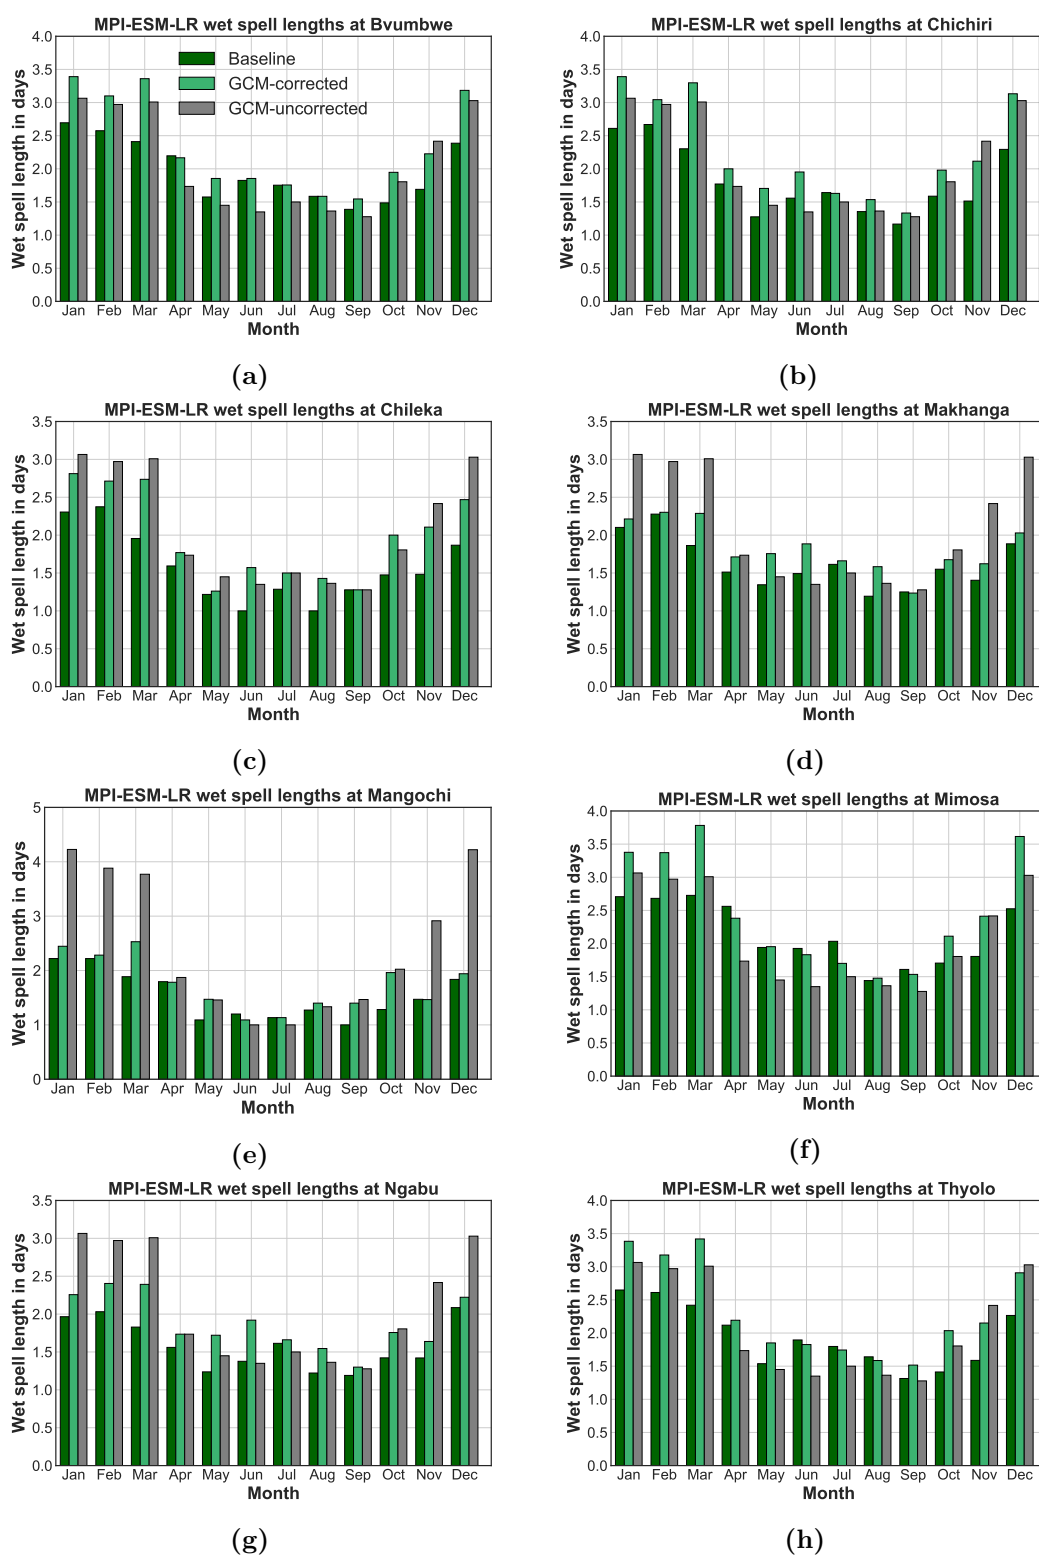 MPI-ESM-LR wet spell lengths at Bvumbwe
Wet spell length in days
4.0
3.5
3.0
2.5
2.0
1.5
1.0
0.5
0.0
Baseline
GCM-corrected
GCM-uncorrected
Jan Feb Mar Apr May Jun Jul Aug Sep Oct Nov Dec
Month
(a)
MPI-ESM-LR wet spell lengths at Chichiri
Wet spell length in days
4.0
3.5
3.0
2.5
2.0
1.5
1.0
0.5
0.0
Jan Feb Mar Apr May Jun Jul Aug Sep Oct Nov Dec
Month
(b)
MPI-ESM-LR wet spell lengths at Chileka
Wet spell length in days
3.5
3.0
2.5
2.0
1.5
1.0
0.5
0.0
Jan Feb Mar Apr May Jun Jul Aug Sep Oct Nov Dec
Month
(c)
MPI-ESM-LR wet spell lengths at Makhanga
Wet spell length in days
3.5
3.0
2.5
2.0
1.5
1.0
0.5
0.0
Jan Feb Mar Apr May Jun Jul Aug Sep Oct Nov Dec
Month
(d)
MPI-ESM-LR wet spell lengths at Mangochi
Wet spell length in days
5
4
3
2
1
0
Jan Feb Mar Apr May Jun Jul Aug Sep Oct Nov Dec
Month
(e)
MPI-ESM-LR wet spell lengths at Mimosa
Wet spell length in days
4.0
3.5
3.0
2.5
2.0
1.5
1.0
0.5
0.0
Jan Feb Mar Apr May Jun Jul Aug Sep Oct Nov Dec
Month
(f)
MPI-ESM-LR wet spell lengths at Ngabu
Wet spell length in days
3.5
3.0
2.5
2.0
1.5
1.0
0.5
0.0
Jan Feb Mar Apr May Jun Jul Aug Sep Oct Nov Dec
Month
(g)
MPI-ESM-LR wet spell lengths at Thyolo
Wet spell length in days
4.0
3.5
3.0
2.5
2.0
1.5
1.0
0.5
0.0
Jan Feb Mar Apr May Jun Jul Aug Sep Oct Nov Dec
Month
(h)